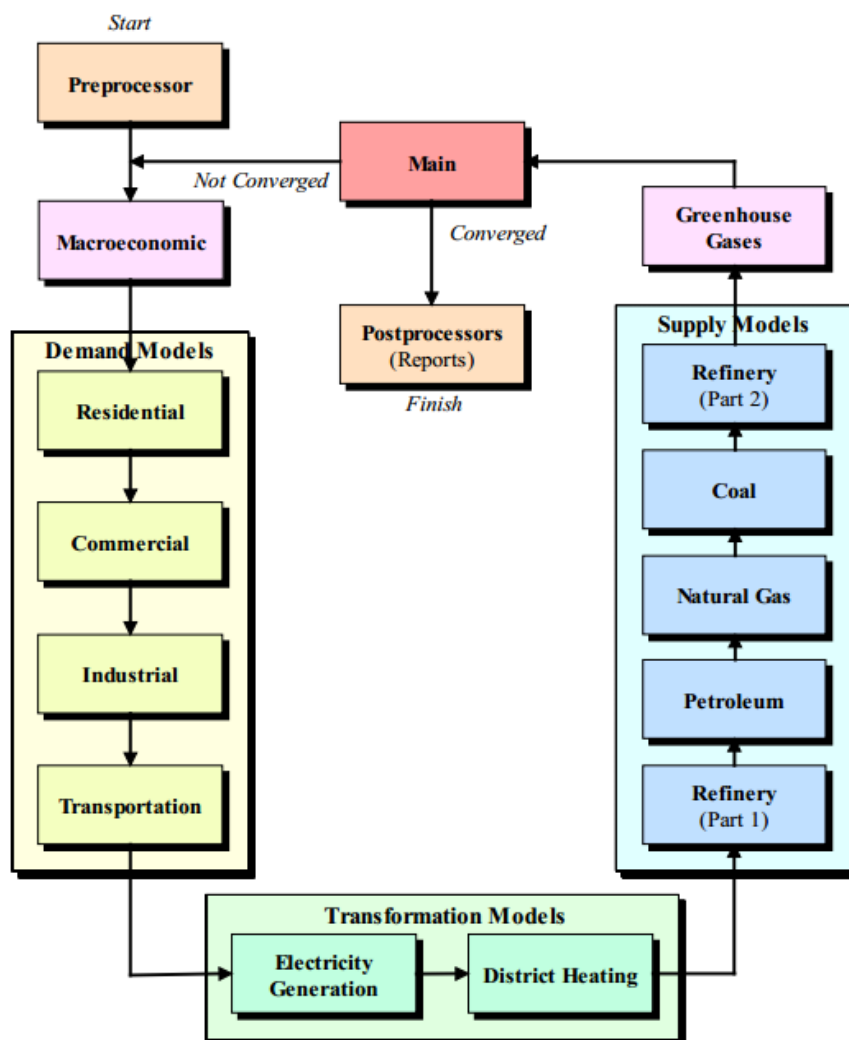 Start
Preprocessor
Main
Not Converged
Converged
Macroeconomic
Greenhouse
Gases
Postprocessors
(Reports)
Finish
Demand Models
Residential
Commercial
Industrial
Transportation
Transformation Models
Electricity
Generation
District Heating
Supply Models
Refinery
(Part 2)
Coal
Natural Gas
Petroleum
Refinery
(Part 1)